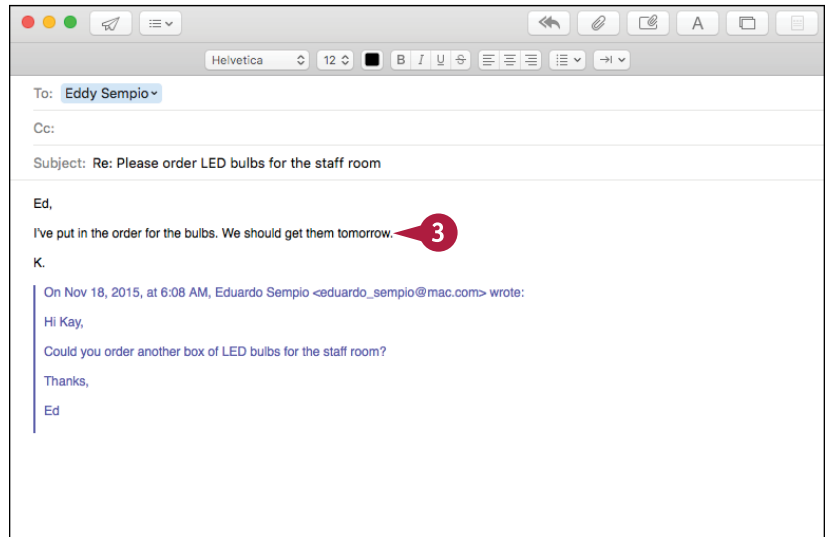 A
Helvetica 12 B I U S
To: Eddy Sempio
Cc:
Subject: Re: Please order LED bulbs for the staff room
Ed,
I've put in the order for the bulbs. We should get them tomorrow. 3
K.
On Nov 18, 2015, at 6:08 AM, Eduardo Sempio <eduardo_sempio@mac.com> wrote:
Hi Kay,
Could you order another box of LED bulbs for the staff room?
Thanks,
Ed